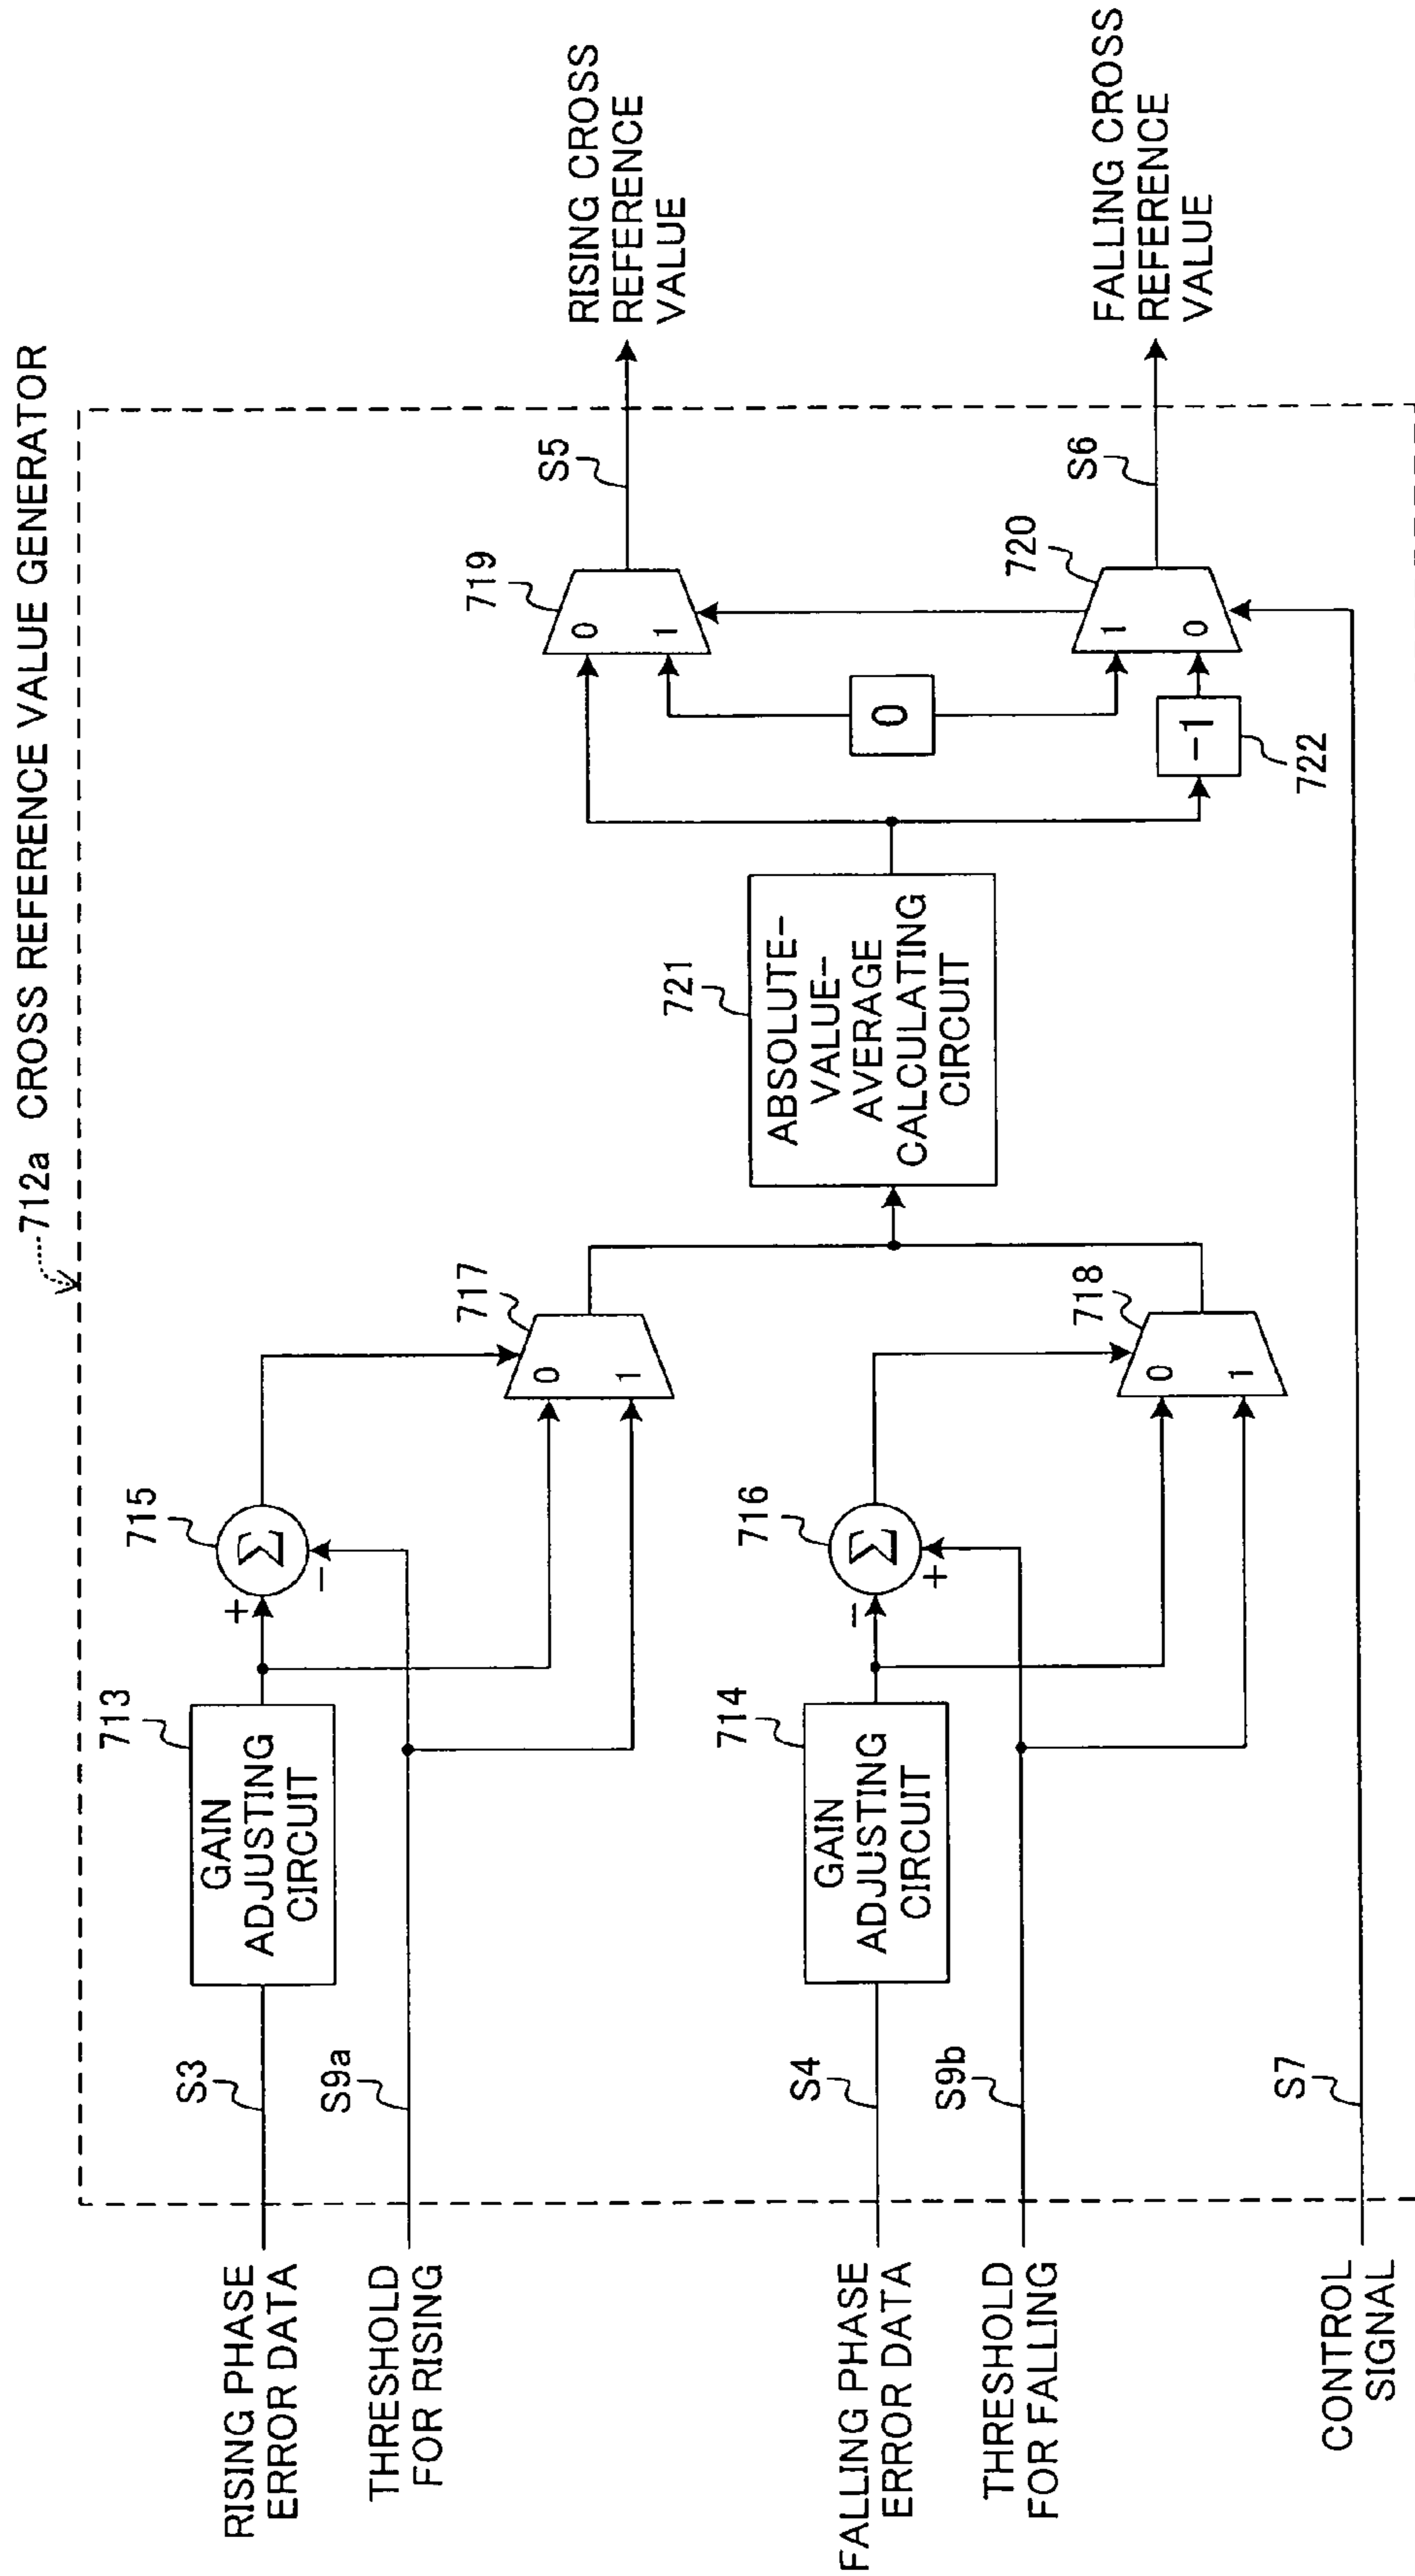 712a CROSS REFERENCE VALUE GENERATOR
RISING PHASE
ERROR DATA
S3
713
GAIN
ADJUSTING
CIRCUIT
+
−
715
Σ
THRESHOLD
FOR RISING
S9a
717
0
1
FALLING PHASE
ERROR DATA
S4
714
GAIN
ADJUSTING
CIRCUIT
−
+
716
Σ
THRESHOLD
FOR FALLING
S9b
718
0
1
721
ABSOLUTE-
VALUE-
AVERAGE
CALCULATING
CIRCUIT
719
0
1
0
720
1
0
-1
722
S5
RISING CROSS
REFERENCE
VALUE
S6
FALLING CROSS
REFERENCE
VALUE
CONTROL
SIGNAL
S7